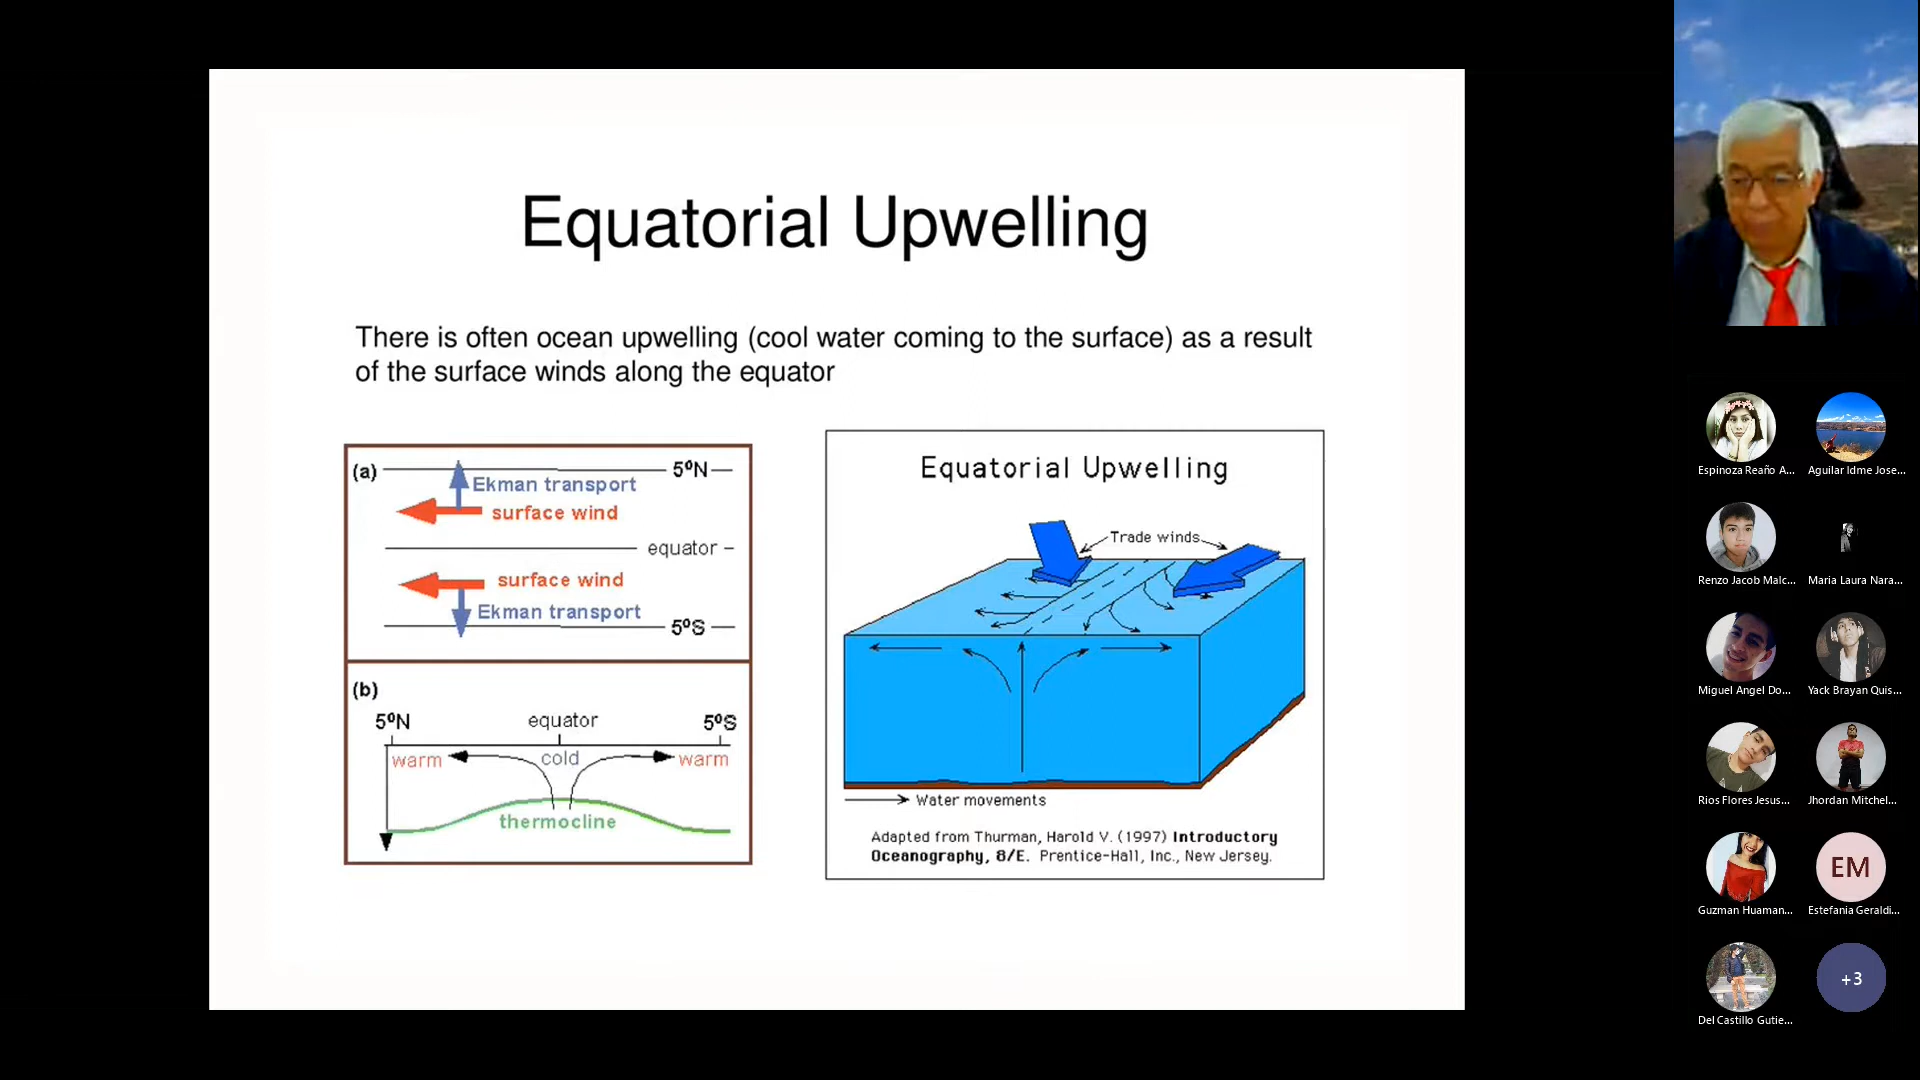 Equatorial Upwelling
There is often ocean upwelling (cool water coming to the surface) as a result
of the surface winds along the equator
(a)
5ºN
Ekman transport
surface wind
equator
surface wind
Ekman transport
5ºS
(b)
5ºN
equator
5ºS
warm
cold
warm
thermocline
Equatorial Upwelling
Trade winds
Water movements
Adapted from Thurman, Harold V. (1997) Introductory
Oceanography, 8/E. Prentice-Hall, Inc., New Jersey.
Espinoza Reaño A...
Aguilar Idme Jose...
Renzo Jacob Malc...
Maria Laura Nara...
Miguel Angel Do...
Yack Brayan Quis...
Rios Flores Jesus...
Jhordan Mitchel...
Guzman Huaman...
EM
Estefania Geraldi...
Del Castillo Gutie...
+3